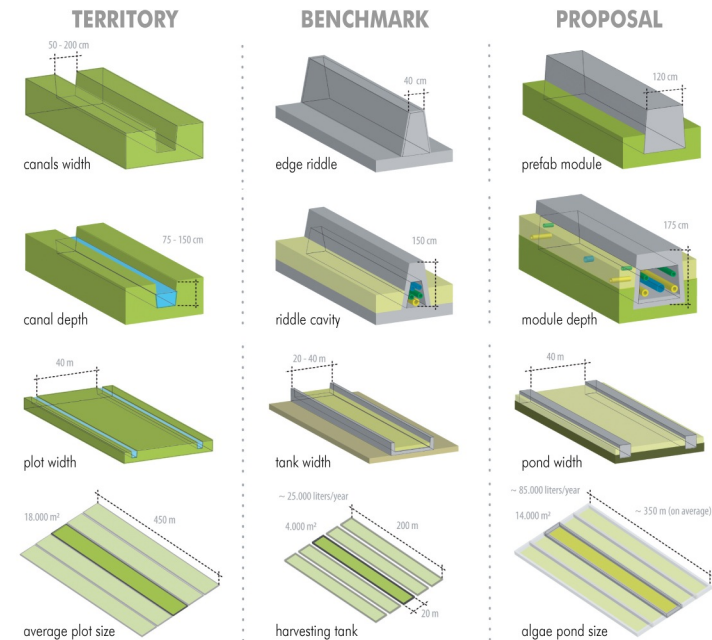 TERRITORY
BENCHMARK
PROPOSAL
50 - 200 cm
canals width
40 cm
edge riddle
120 cm
prefab module
75 - 150 cm
canal depth
150 cm
riddle cavity
175 cm
module depth
40 m
plot width
20 - 40 m
tank width
40 m
pond width
18.000 m²
450 m
average plot size
~ 25.000 liters/year
4.000 m²
200 m
20 m
harvesting tank
~ 85.000 liters/year
14.000 m²
~ 350 m (on average)
algae pond size